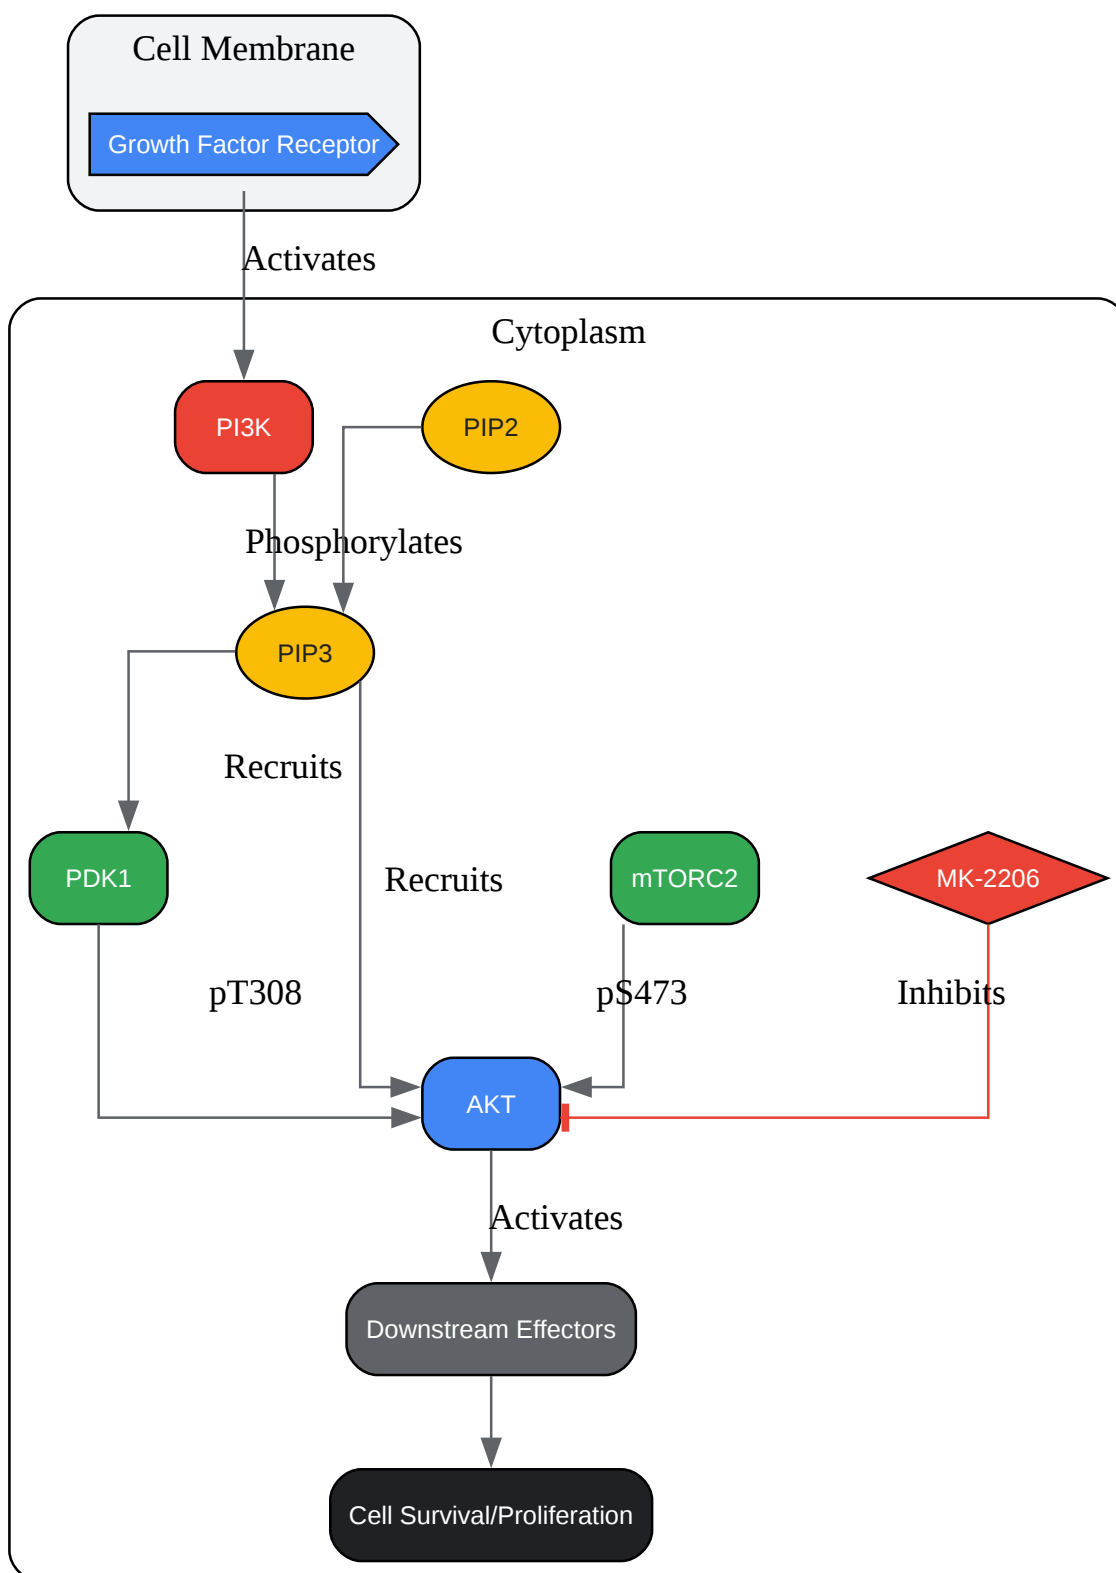 Cell Membrane
Growth Factor Receptor
Activates
Cytoplasm
PI3K
PIP2
Phosphorylates
PIP3
Recruits
PDK1
Recruits
mTORC2
MK-2206
pT308
pS473
Inhibits
AKT
Activates
Downstream Effectors
Cell Survival/Proliferation